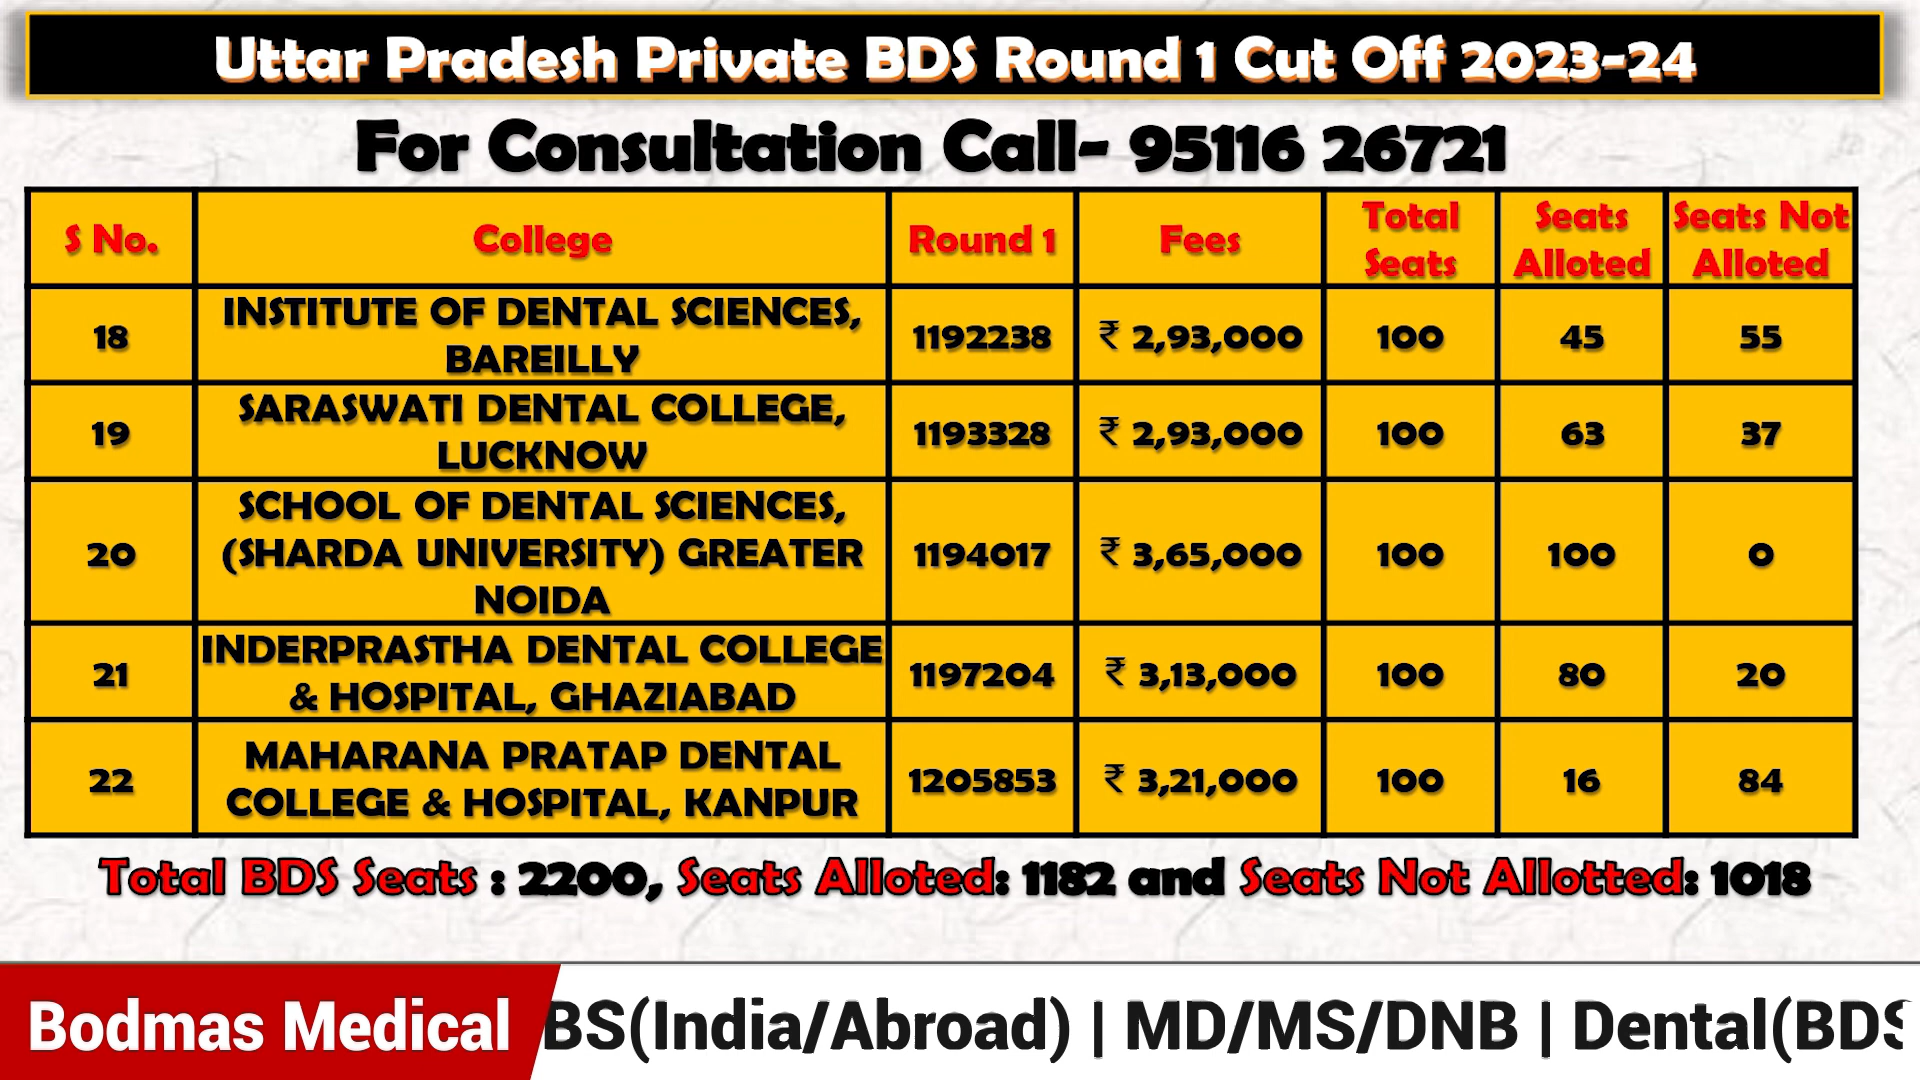 Uttar Pradesh Private BDS Round 1 Cut Off 2023-24
For Consultation Call- 95116 26721
S No. College Round 1 Fees Total Seats Seats Alloted Seats Not Alloted
18 INSTITUTE OF DENTAL SCIENCES, BAREILLY 1192238 ₹ 2,93,000 100 45 55
19 SARASWATI DENTAL COLLEGE, LUCKNOW 1193328 ₹ 2,93,000 100 63 37
20 SCHOOL OF DENTAL SCIENCES, (SHARDA UNIVERSITY) GREATER NOIDA 1194017 ₹ 3,65,000 100 100 0
21 INDERPRASTHA DENTAL COLLEGE & HOSPITAL, GHAZIABAD 1197204 ₹ 3,13,000 100 80 20
22 MAHARANA PRATAP DENTAL COLLEGE & HOSPITAL, KANPUR 1205853 ₹ 3,21,000 100 16 84
Total BDS Seats : 2200, Seats Alloted: 1182 and Seats Not Allotted: 1018
Bodmas Medical BS(India/Abroad) | MD/MS/DNB | Dental(BDS